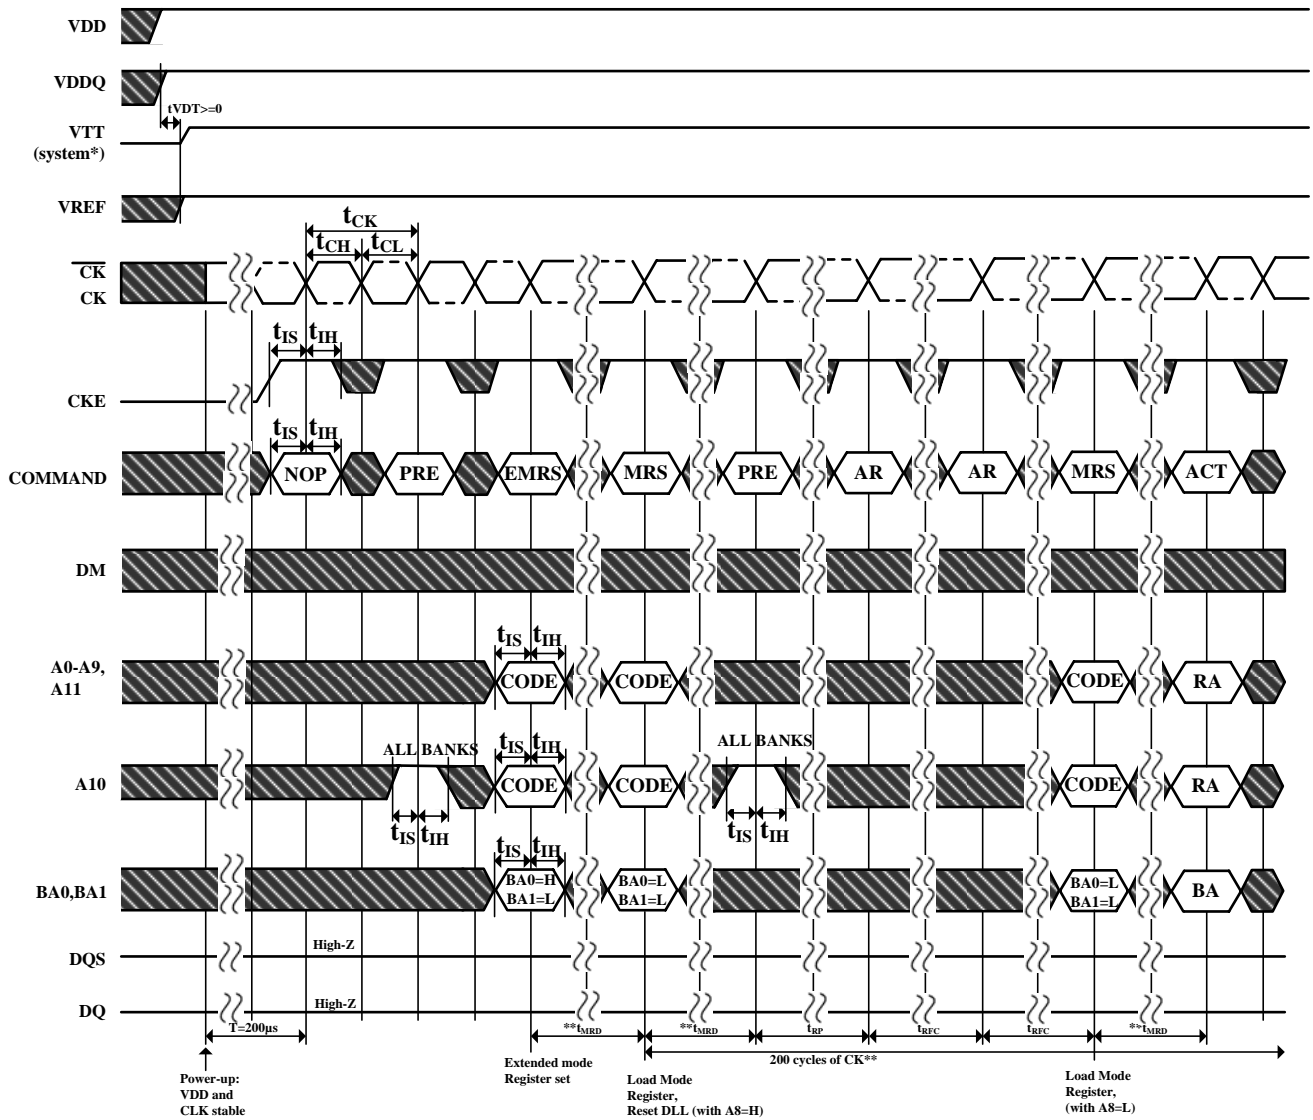 VDD
VDDQ
tVDT>=0
VTT
(system*)
VREF
tCK
tCH
tCL
CK
CK
tIS
tIH
CKE
tIS
tIH
COMMAND
NOP
PRE
EMRS
MRS
PRE
AR
AR
MRS
ACT
DM
tIS
tIH
A0-A9,
A11
CODE
CODE
CODE
RA
ALL BANKS
tIS
tIH
ALL BANKS
A10
CODE
CODE
CODE
RA
tIS
tIH
tIS
tIH
tIS
tIH
BA0,BA1
BA0=H
BA1=L
BA0=L
BA1=L
BA0=L
BA1=L
BA
DQS
High-Z
DQ
High-Z
T=200µs
**tMRD
**tMRD
tRP
tRFC
tRFC
**tMRD
200 cycles of CK**
Power-up:
VDD and
CLK stable
Extended mode
Register set
Load Mode
Register,
Reset DLL (with A8=H)
Load Mode
Register,
(with A8=L)